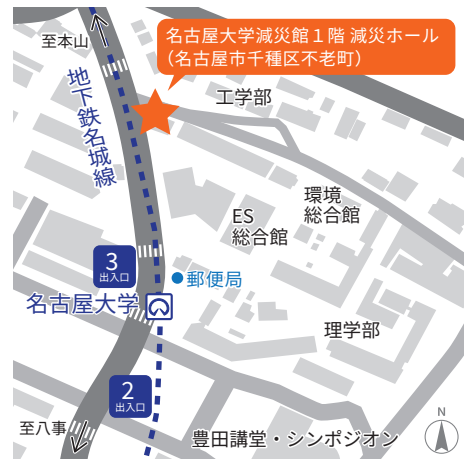 至本山
名古屋大学減災館１階 減災ホール
（名古屋市千種区不老町）
地下鉄名城線
工学部
環境
総合館
ES
総合館
3
出入口
郵便局
名古屋大学
理学部
2
出入口
至八事
豊田講堂・シンポジオン
N